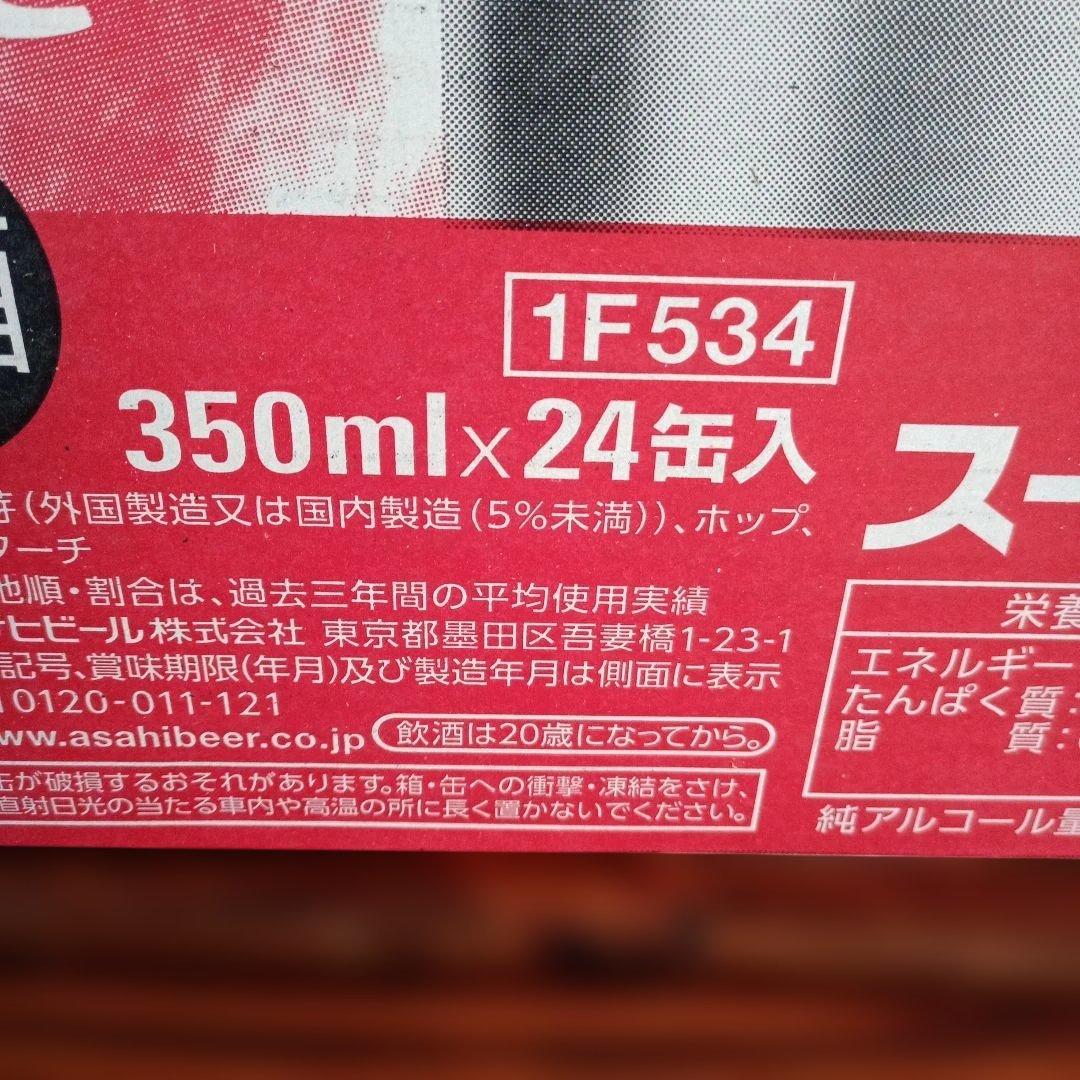 1F534
350ml×24缶入
(外国製造又は国内製造(5%未満))、ホップ、
ターチ
地順・割合は、過去三年間の平均使用実績
ヒビール株式会社 東京都墨田区吾妻橋1-23-1
記号、賞味期限(年月)及び製造年月は側面に表示
0120-011-121
ww.asahibeer.co.jp 飲酒は20歳になってから。
缶が破損するおそれがあります。箱・缶への衝撃・凍結をさけ、
直射日光の当たる車内や高温の所に長く置かないでください。
スー
栄養
エネルギー
たんぱく質:
脂 質:
純アルコール量